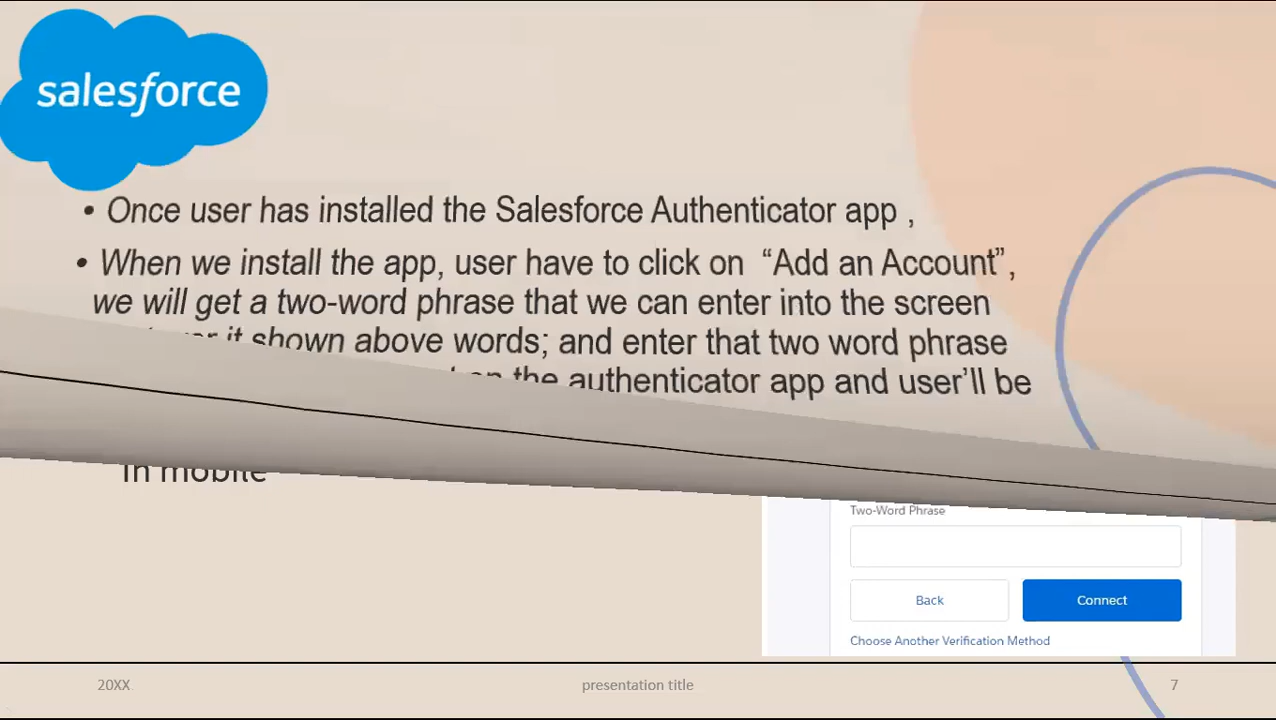 salesforce
• Once user has installed the Salesforce Authenticator app ,
• When we install the app, user have to click on “Add an Account”,
we will get a two-word phrase that we can enter into the screen
it shown above words; and enter that two word phrase
on the authenticator app and user’ll be
In mobile
Two-Word Phrase
Back
Connect
Choose Another Verification Method
20XX
presentation title
7